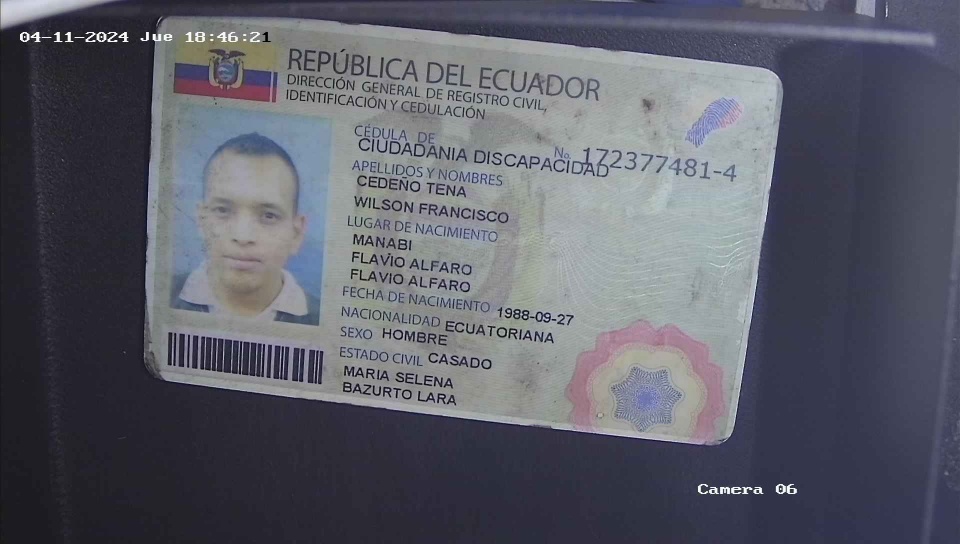 04-11-2024 Jue 18:46:21
REPÚBLICA DEL ECUADOR
DIRECCIÓN GENERAL DE REGISTRO CIVIL,
IDENTIFICACIÓN Y CEDULACIÓN
CÉDULA DE
No. 172377481-4
CIUDADANIA DISCAPACIDAD
APELLIDOS Y NOMBRES
CEDEÑO TENA
WILSON FRANCISCO
LUGAR DE NACIMIENTO
MANABI
FLAVIO ALFARO
FLAVIO ALFARO
FECHA DE NACIMIENTO 1988-09-27
NACIONALIDAD ECUATORIANA
SEXO HOMBRE
ESTADO CIVIL CASADO
MARIA SELENA
BAZURTO LARA
Camera 06